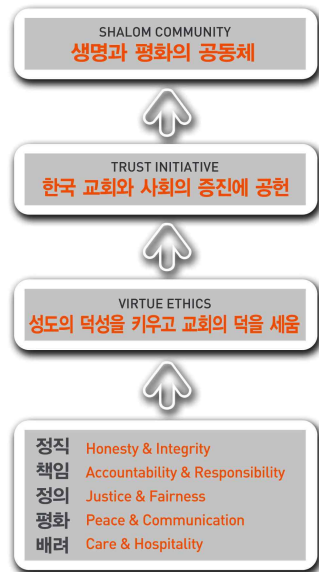 SHALOM COMMUNITY
생명과 평화의 공동체
TRUST INITIATIVE
한국 교회와 사회의 증진에 공헌
VIRTUE ETHICS
성도의 덕성을 키우고 교회의 덕을 세움
정직 Honesty & Integrity
책임 Accountability & Responsibility
정의 Justice & Fairness
평화 Peace & Communication
배려 Care & Hospitality